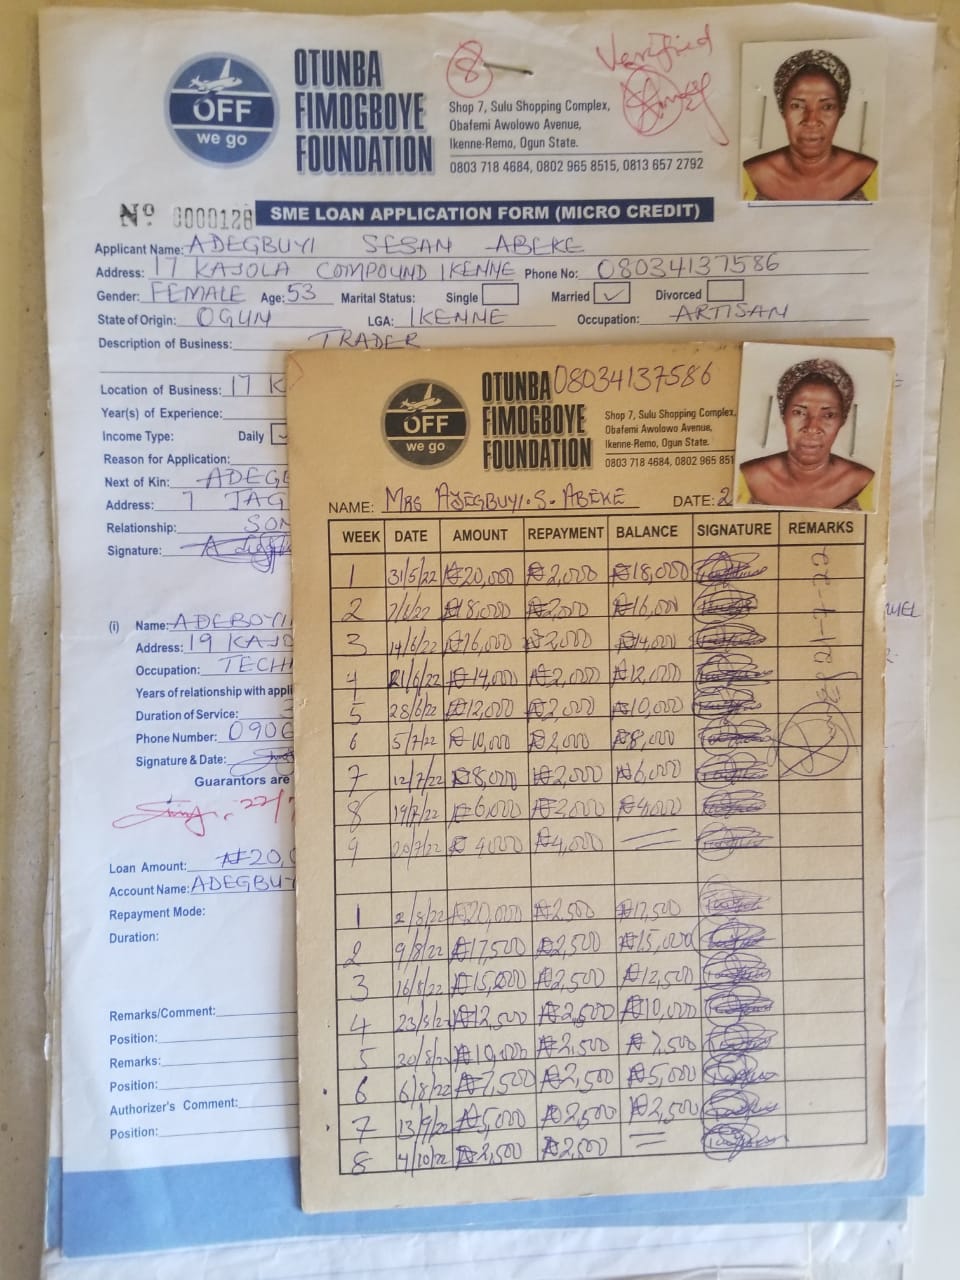 OTUNBA
FIMOGBOYE
FOUNDATION
OFF
we go
8
Verified
Shop 7, Sulu Shopping Complex,
Obafemi Awolowo Avenue,
Ikenne-Remo, Ogun State.
0803 718 4684, 0802 965 8515, 0813 657 2792
Nº 0000128 SME LOAN APPLICATION FORM (MICRO CREDIT)
Applicant Name: ADEGBUYI SESAN ABEKE
Address: 17 KAJOLA COMPOUND IKENNE Phone No: 08034137586
Gender: FEMALE Age: 53 Marital Status: Single Married ✓ Divorced
State of Origin: OGUN LGA: IKENNE Occupation: ARTISAN
Description of Business: TRADER
Location of Business: 17 K
Year(s) of Experience:
Income Type: Daily
Reason for Application:
Next of Kin: ADEGB
Address: 7 JAG
Relationship: SON
Signature:
(i) Name: ADEBOYI
Address: 19 KAJO
Occupation: TECH
Years of relationship with appli
Duration of Service:
Phone Number: 0906
Signature & Date:
Guarantors are
22/7
Loan Amount: ₦20,0
Account Name: ADEGBU
Repayment Mode:
Duration:
Remarks/Comment:
Position:
Remarks:
Position:
Authorizer's Comment:
Position:
OFF
we go
OTUNBA 08034137586
FIMOGBOYE
FOUNDATION
Shop 7, Sulu Shopping Complex,
Obafemi Awolowo Avenue,
Ikenne-Remo, Ogun State.
0803 718 4684, 0802 965 851
NAME: MRS ADEGBUYI.S.ABEKE DATE: 2
WEEK DATE AMOUNT REPAYMENT BALANCE SIGNATURE REMARKS
1 31/5/22 ₦20,000 ₦2,000 ₦18,000
2 7/6/22 ₦18,000 ₦2,000 ₦16,000
3 14/6/22 ₦16,000 ₦2,000 ₦14,000
4 21/6/22 ₦14,000 ₦2,000 ₦12,000
5 28/6/22 ₦12,000 ₦2,000 ₦10,000
6 5/7/22 ₦10,000 ₦2,000 ₦8,000
7 12/7/22 ₦8,000 ₦2,000 ₦6,000
8 19/7/22 ₦6,000 ₦2,000 ₦4,000
9 20/7/22 ₦4,000 ₦4,000
1 2/8/22 ₦20,000 ₦2,500 ₦17,500
2 9/8/22 ₦17,500 ₦2,500 ₦15,000
3 16/8/22 ₦15,000 ₦2,500 ₦12,500
4 23/8/22 ₦12,500 ₦2,500 ₦10,000
5 30/8/22 ₦10,000 ₦2,500 ₦7,500
6 6/8/22 ₦7,500 ₦2,500 ₦5,000
7 13/9/22 ₦5,000 ₦2,500 ₦2,500
8 4/10/22 ₦2,500 ₦2,500